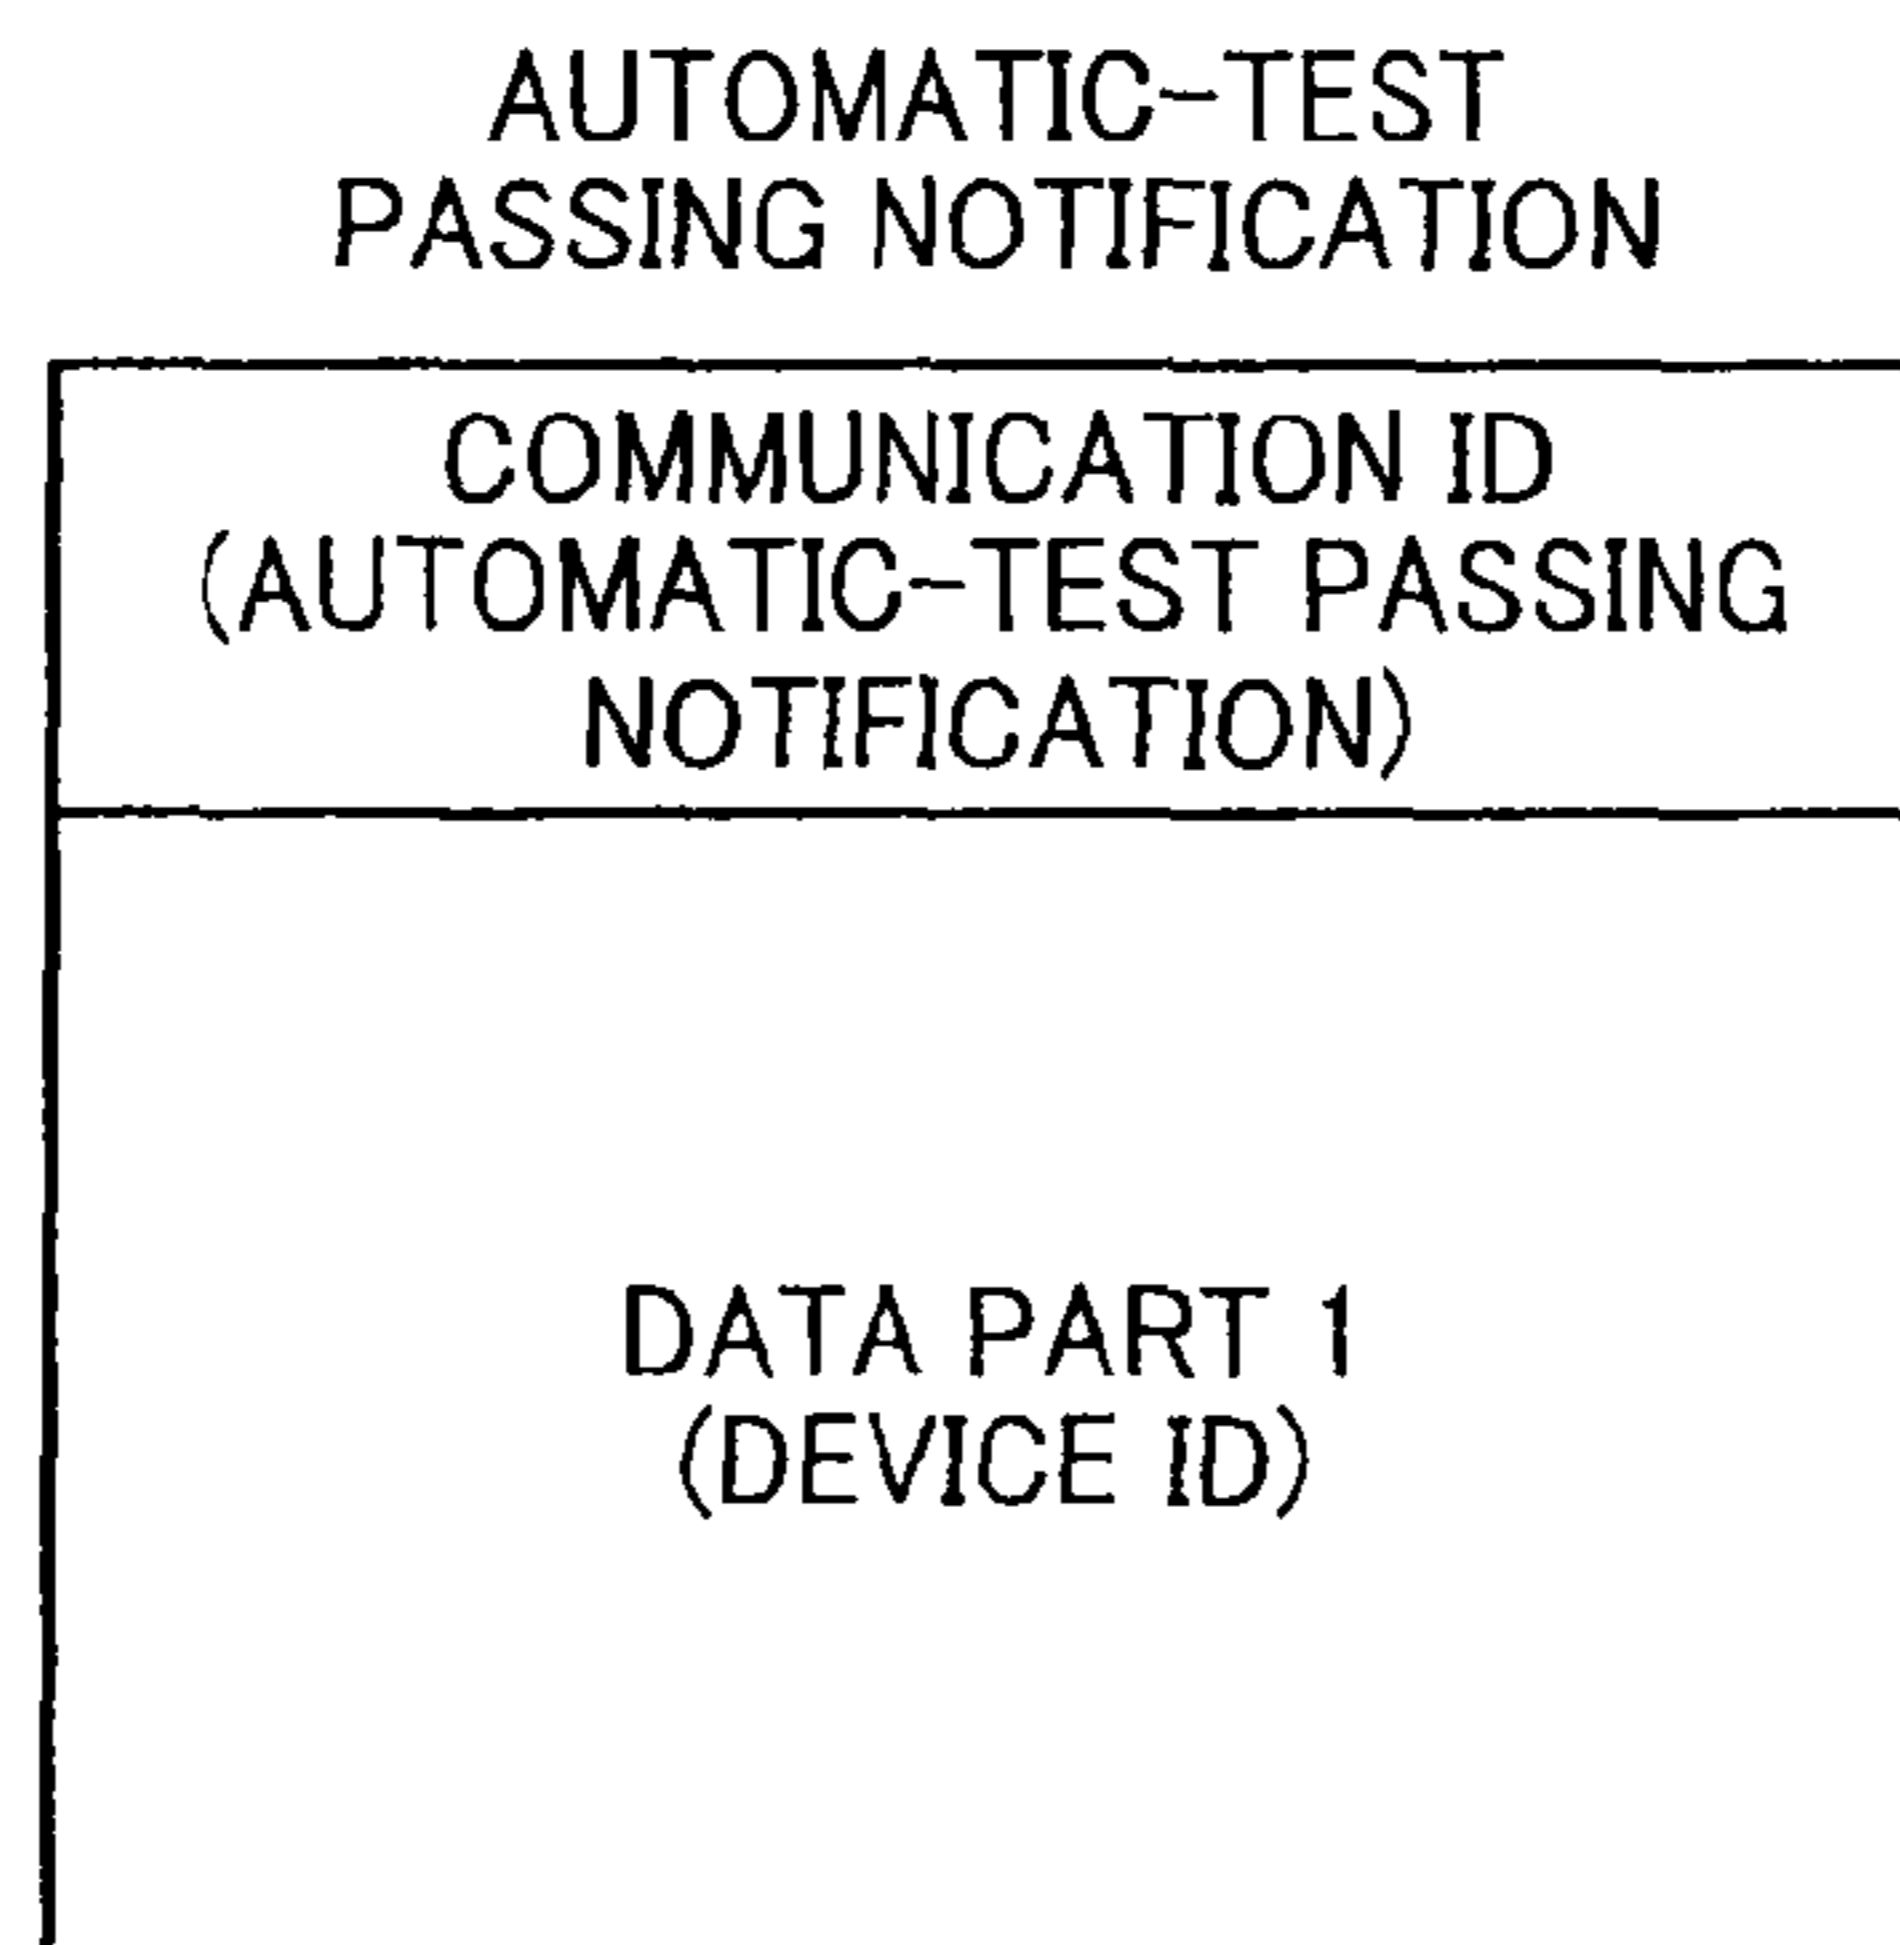 AUTOMATIC-TEST
PASSING NOTIFICATION
COMMUNICATION ID
(AUTOMATIC-TEST PASSING
NOTIFICATION)
DATA PART 1
(DEVICE ID)